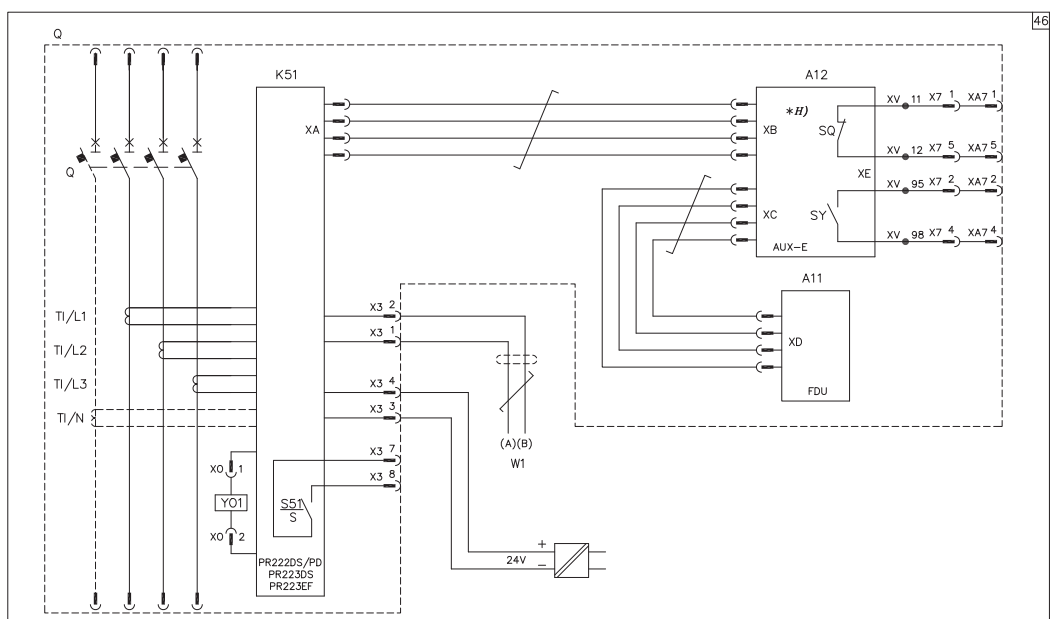 46
Q
K51
A12
XA
*H)
XB
SQ
XV 11 X7 1 XA7 1
XV 12 X7 5 XA7 5
XE
XV 95 X7 2 XA7 2
Q
XC
SY
XV 98 X7 4 XA7 4
AUX-E
A11
TI/L1
X3 2
X3 1
XD
TI/L2
TI/L3
X3 4
FDU
TI/N
X3 3
(A)(B)
W1
X3 7
X0 1
X3 8
Y01
S51
S
X0 2
+
24V
−
PR222DS/PD
PR223DS
PR223EF